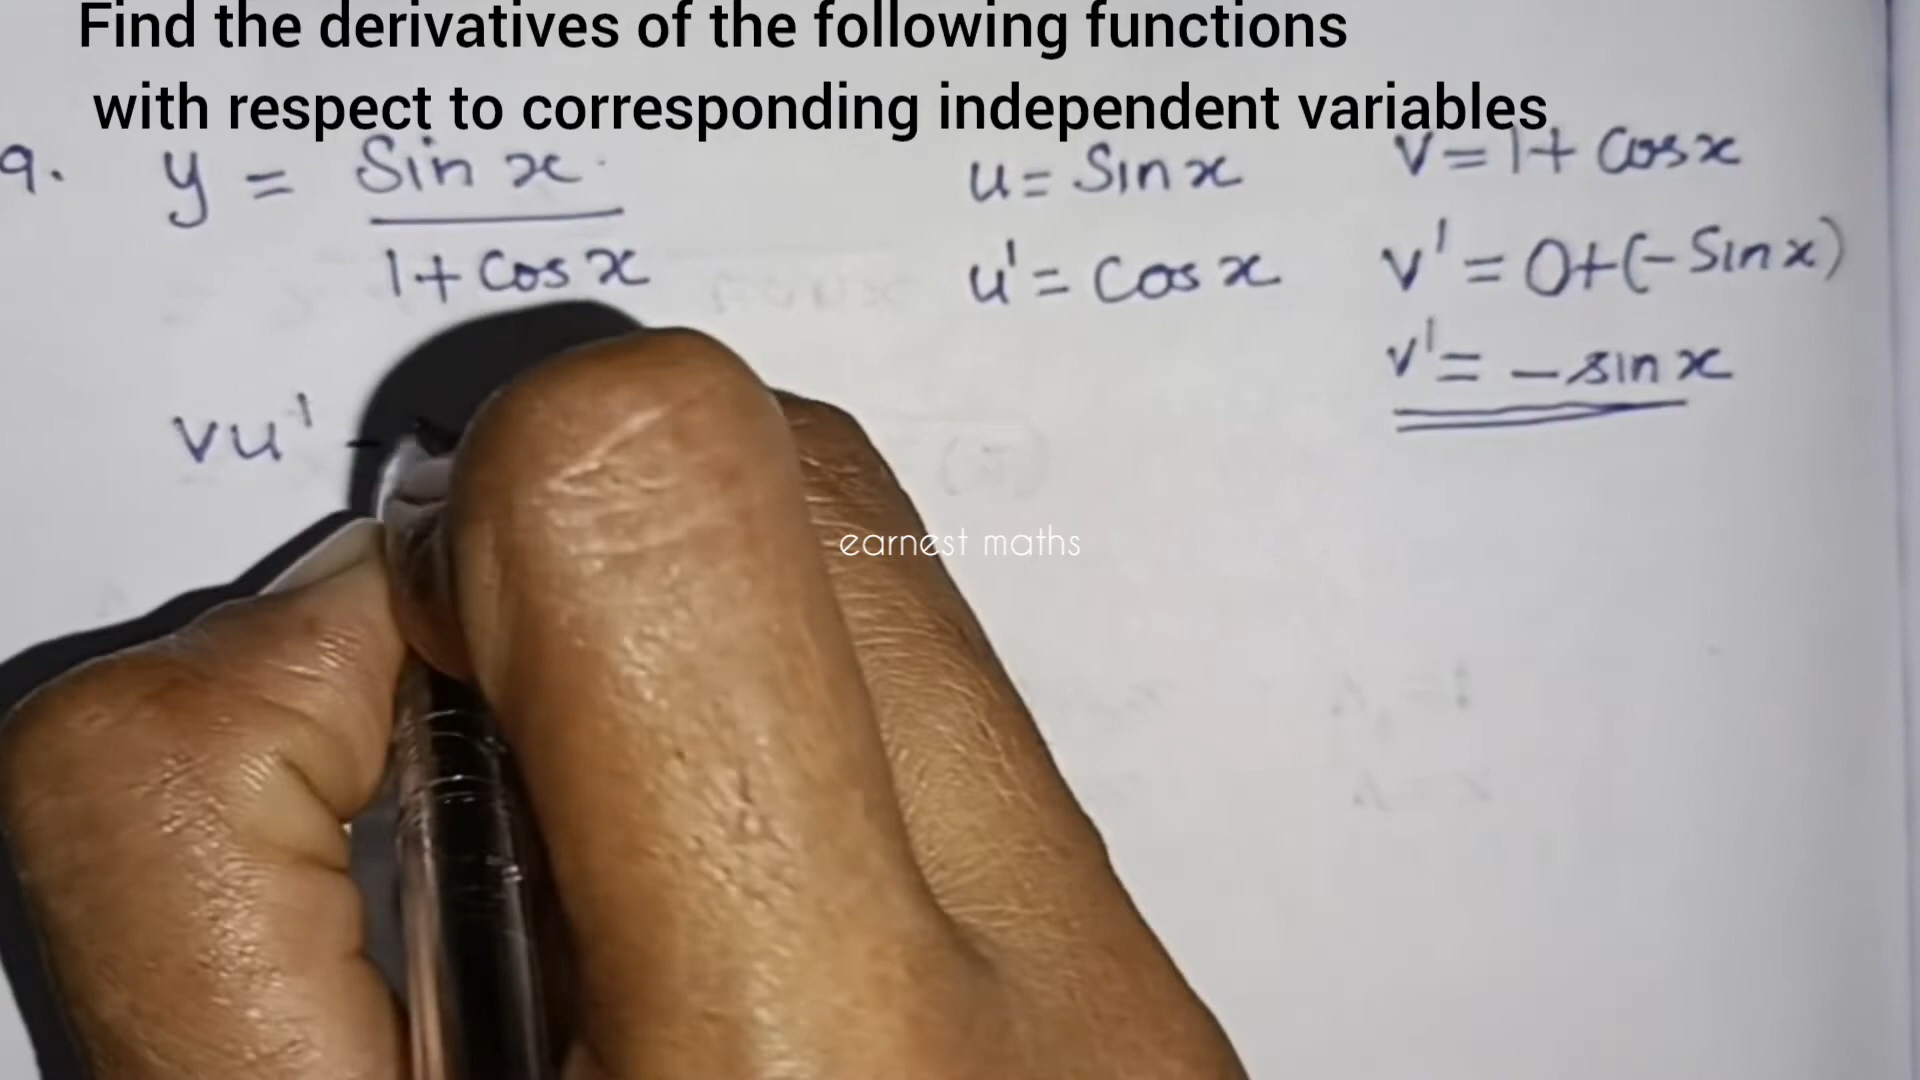 Find the derivatives of the following functions
with respect to corresponding independent variables
9. y = Sin x / 1 + Cos x
u = Sin x
u' = Cos x
v = 1 + Cos x
v' = 0+(- Sin x)
v' = - sin x
vu' -
earnest maths